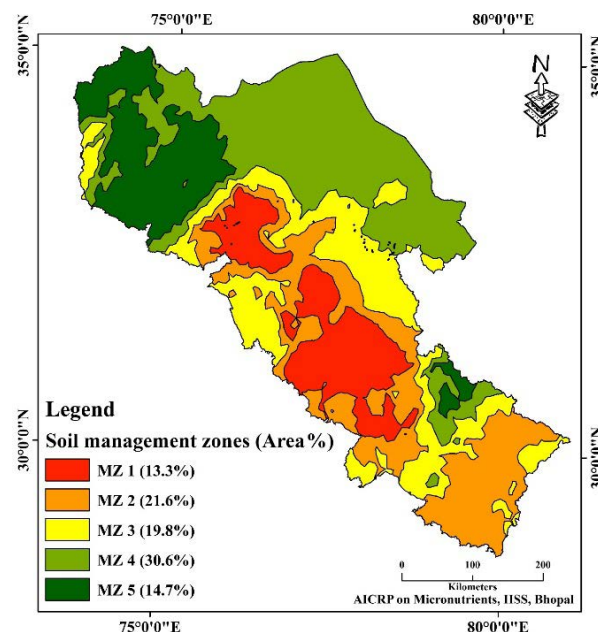 75°0'0"E 80°0'0"E
35°0'0"N 35°0'0"N
N
Legend
Soil management zones (Area%)
30°0'0"N 30°0'0"N
MZ 1 (13.3%)
MZ 2 (21.6%)
MZ 3 (19.8%)
MZ 4 (30.6%)
MZ 5 (14.7%)
0 100 200
Kilometers
AICRP on Micronutrients, IISS, Bhopal
75°0'0"E 80°0'0"E